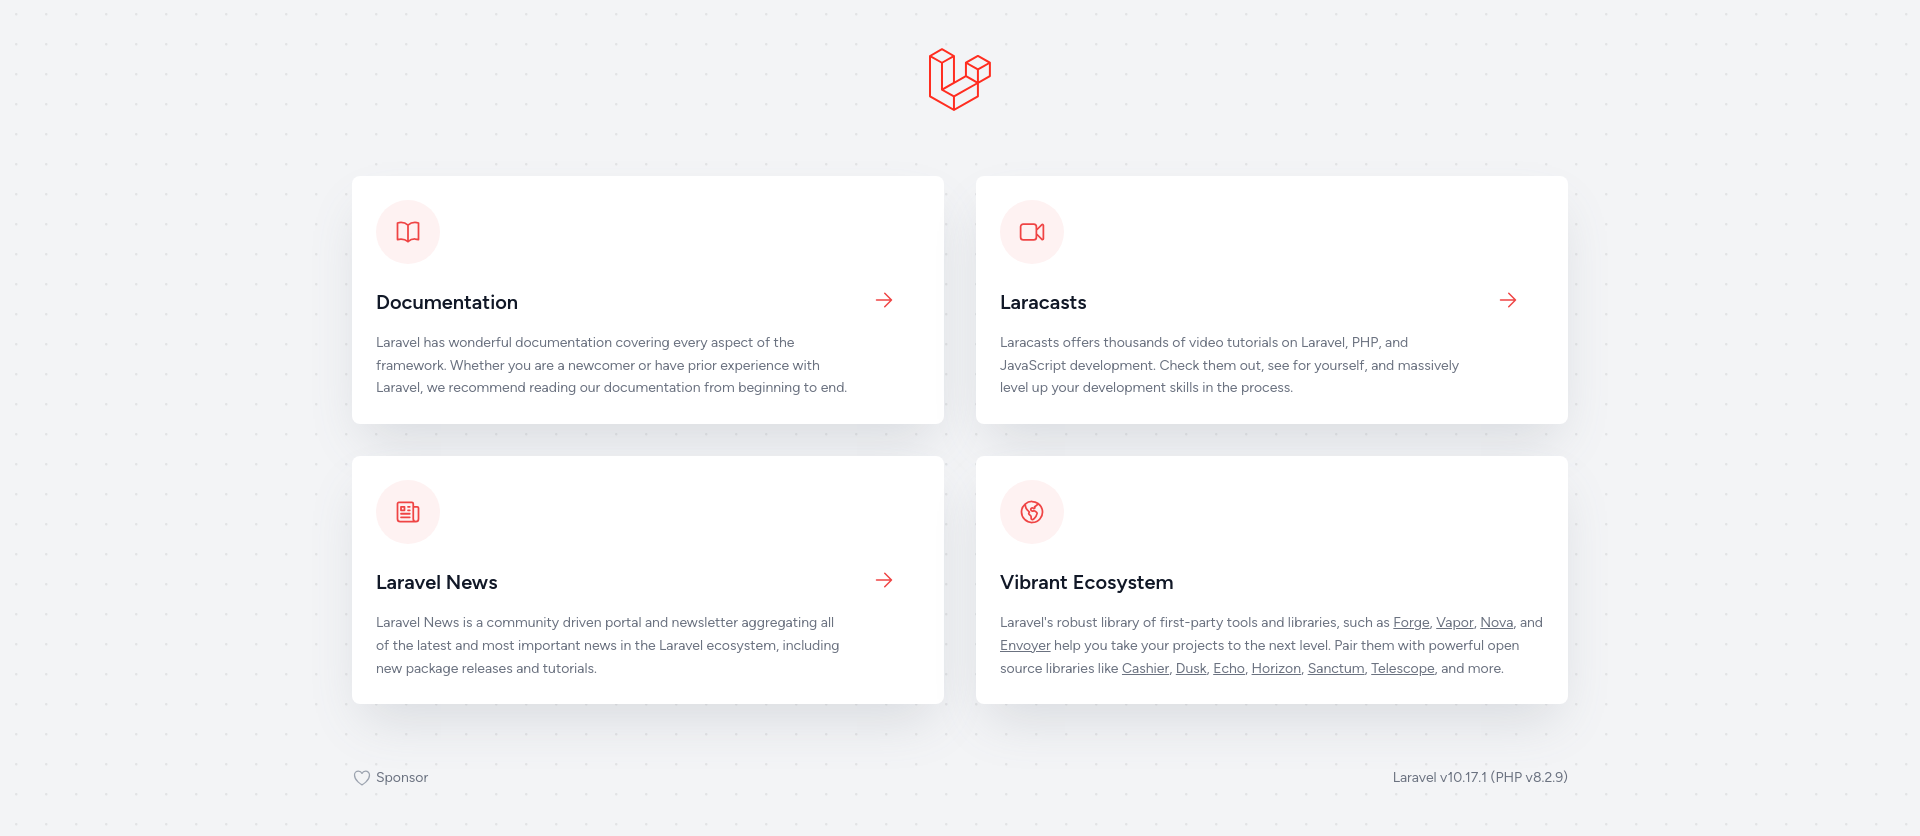 Documentation
Laravel has wonderful documentation covering every aspect of the
framework. Whether you are a newcomer or have prior experience with
Laravel, we recommend reading our documentation from beginning to end.
Laracasts
Laracasts offers thousands of video tutorials on Laravel, PHP, and
JavaScript development. Check them out, see for yourself, and massively
level up your development skills in the process.
Laravel News
Laravel News is a community driven portal and newsletter aggregating all
of the latest and most important news in the Laravel ecosystem, including
new package releases and tutorials.
Vibrant Ecosystem
Laravel's robust library of first-party tools and libraries, such as Forge, Vapor, Nova, and
Envoyer help you take your projects to the next level. Pair them with powerful open
source libraries like Cashier, Dusk, Echo, Horizon, Sanctum, Telescope, and more.
Sponsor
Laravel v10.17.1 (PHP v8.2.9)